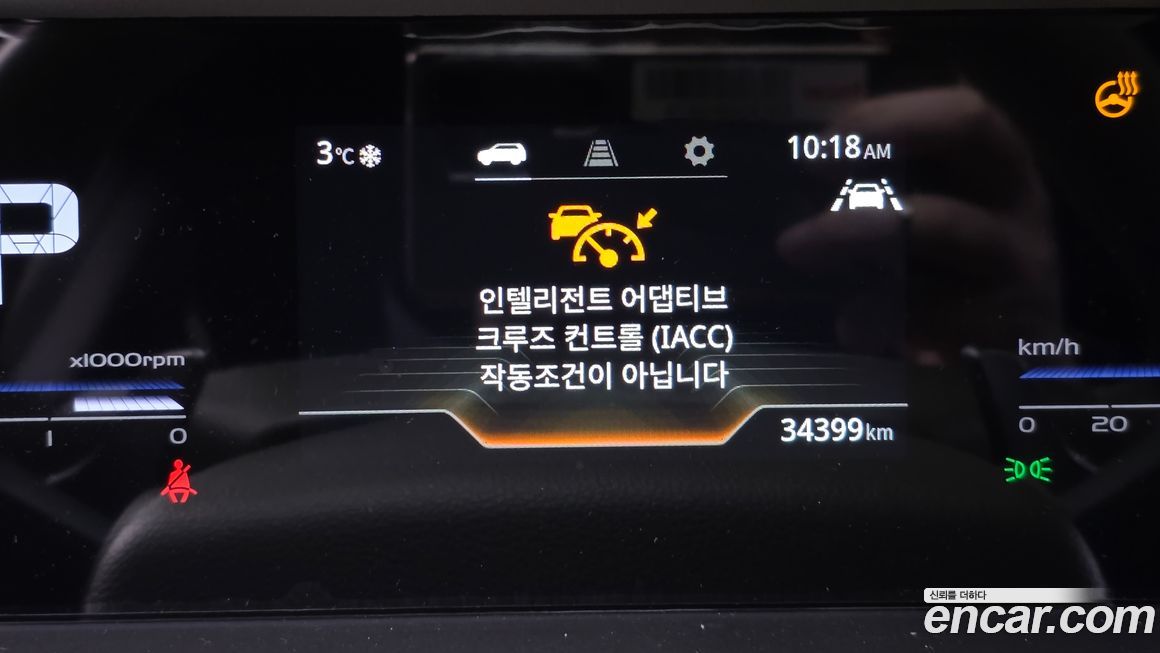 3℃
10:18AM
P
인텔리전트 어댑티브
크루즈 컨트롤 (IACC)
작동조건이 아닙니다
x1000rpm
km/h
1 0
0 20
34399km
신뢰를 더하다
encar.com